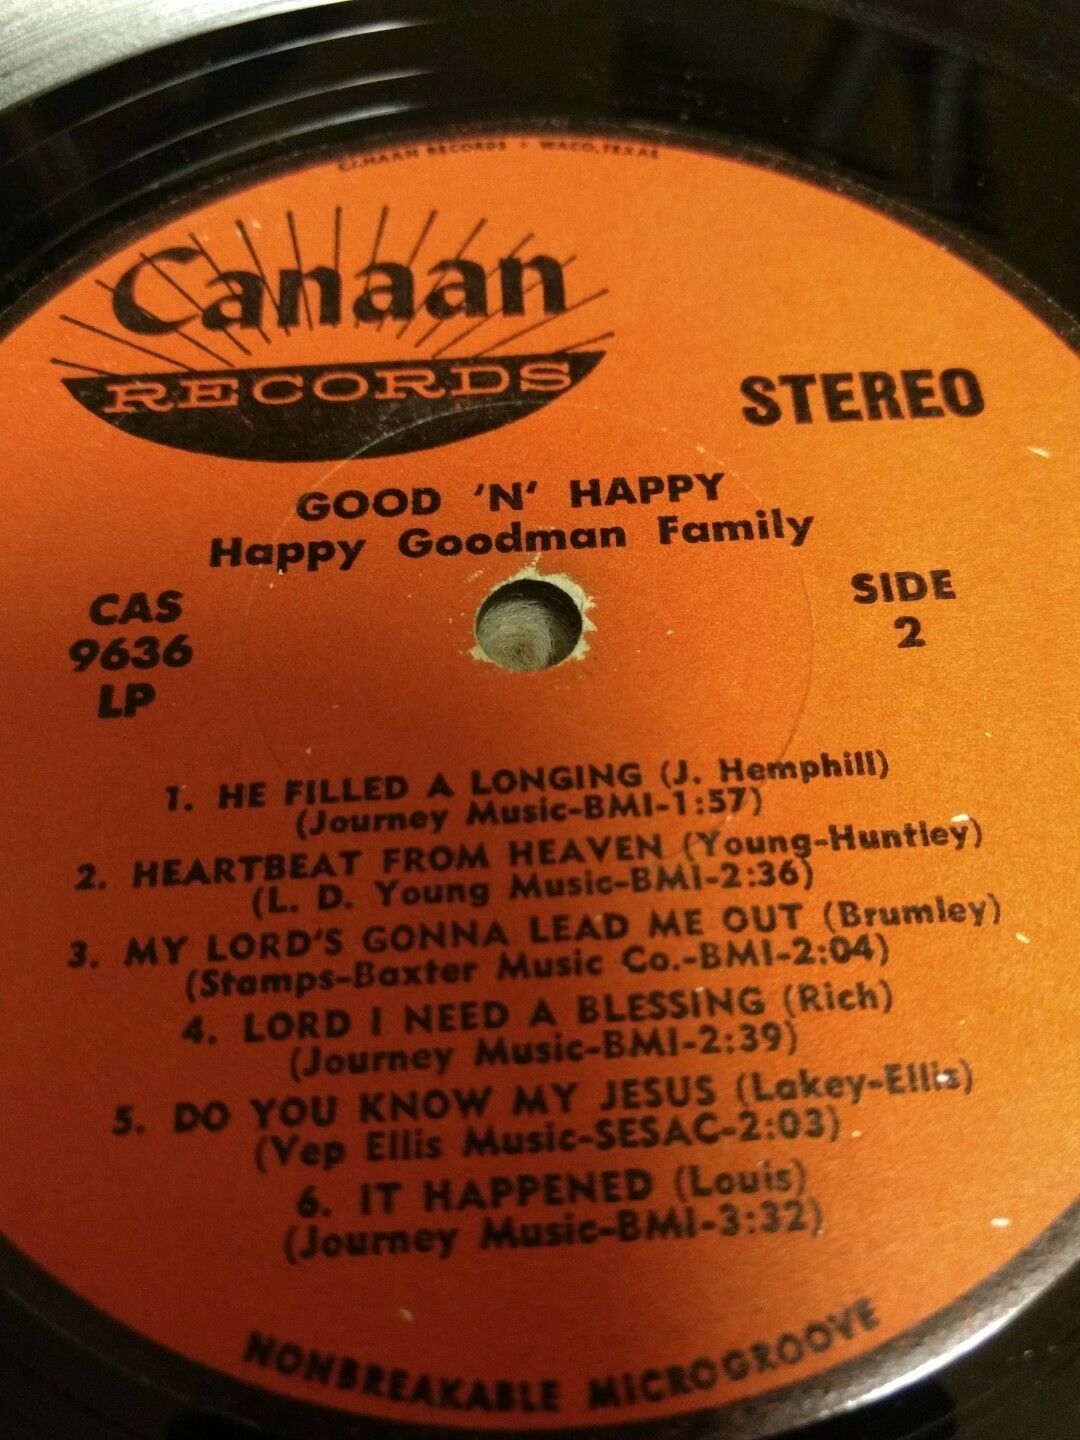 CANAAN RECORDS • WACO, TEXAS
Canaan
RECORDS
STEREO
GOOD 'N' HAPPY
Happy Goodman Family
CAS
9636
LP
SIDE
2
1. HE FILLED A LONGING (J. Hemphill)
(Journey Music-BMI-1:57)
2. HEARTBEAT FROM HEAVEN (Young-Huntley)
(L. D. Young Music-BMI-2:36)
3. MY LORD'S GONNA LEAD ME OUT (Brumley)
(Stamps-Baxter Music Co.-BMI-2:04)
4. LORD I NEED A BLESSING (Rich)
(Journey Music-BMI-2:39)
5. DO YOU KNOW MY JESUS (Lakey-Ellis)
(Vep Ellis Music-SESAC-2:03)
6. IT HAPPENED (Louis)
(Journey Music-BMI-3:32)
NONBREAKABLE MICROGROOVE